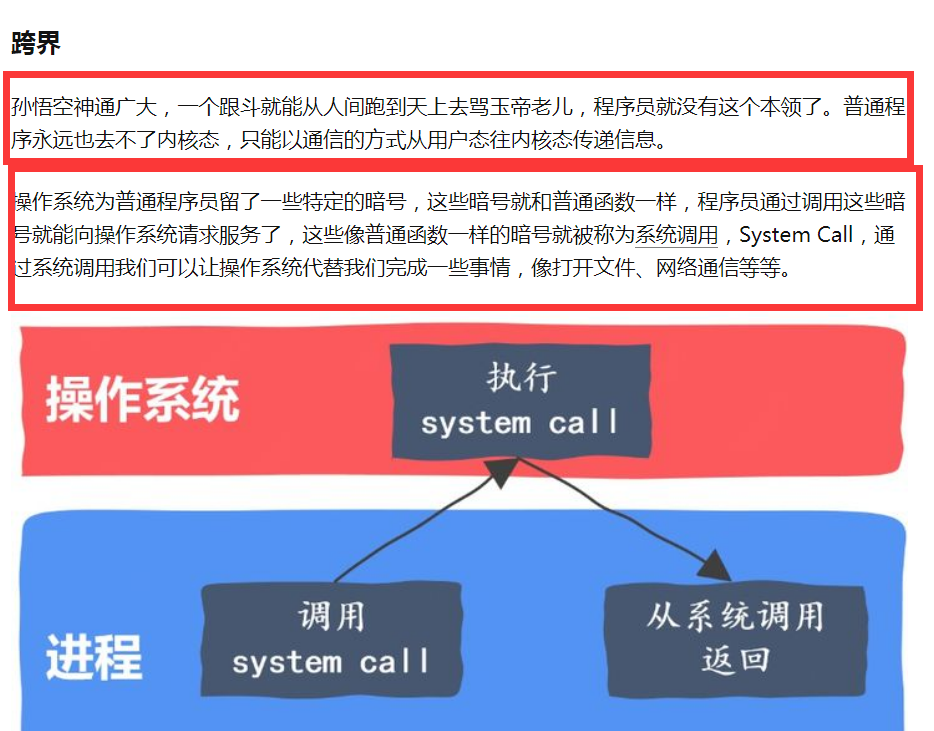 跨界
孙悟空神通广大，一个跟斗就能从人间跑到天上去骂玉帝老儿，程序员就没有这个本领了。普通程
序永远也去不了内核态，只能以通信的方式从用户态往内核态传递信息。
操作系统为普通程序员留了一些特定的暗号，这些暗号就和普通函数一样，程序员通过调用这些暗
号就能向操作系统请求服务了，这些像普通函数一样的暗号就被称为系统调用，System Call，通
过系统调用我们可以让操作系统代替我们完成一些事情，像打开文件、网络通信等等。
操作系统
执行
system call
进程
调用
system call
从系统调用
返回